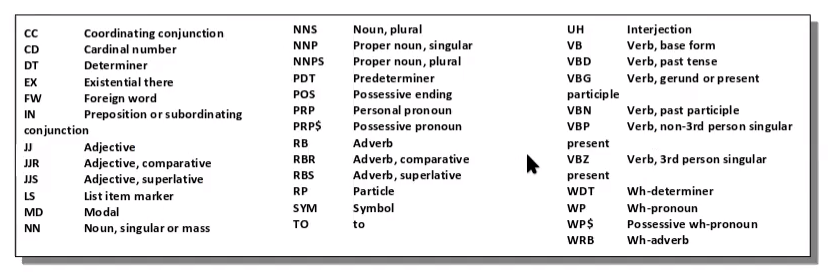 CC Coordinating conjunction
CD Cardinal number
DT Determiner
EX Existential there
FW Foreign word
IN Preposition or subordinating
conjunction
JJ Adjective
JJR Adjective, comparative
JJS Adjective, superlative
LS List item marker
MD Modal
NN Noun, singular or mass
NNS Noun, plural
NNP Proper noun, singular
NNPS Proper noun, plural
PDT Predeterminer
POS Possessive ending
PRP Personal pronoun
PRP$ Possessive pronoun
RB Adverb
RBR Adverb, comparative
RBS Adverb, superlative
RP Particle
SYM Symbol
TO to
UH Interjection
VB Verb, base form
VBD Verb, past tense
VBG Verb, gerund or present
participle
VBN Verb, past participle
VBP Verb, non-3rd person singular
present
VBZ Verb, 3rd person singular
present
WDT Wh-determiner
WP Wh-pronoun
WP$ Possessive wh-pronoun
WRB Wh-adverb